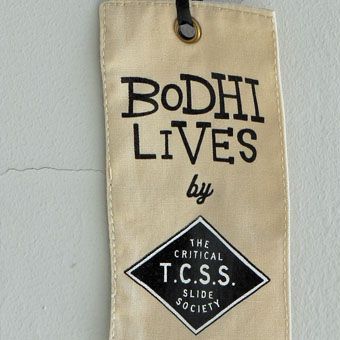 BODHI
LiVES
by
THE
CRITICAL
T.C.S.S.
SLIDE
SOCIETY